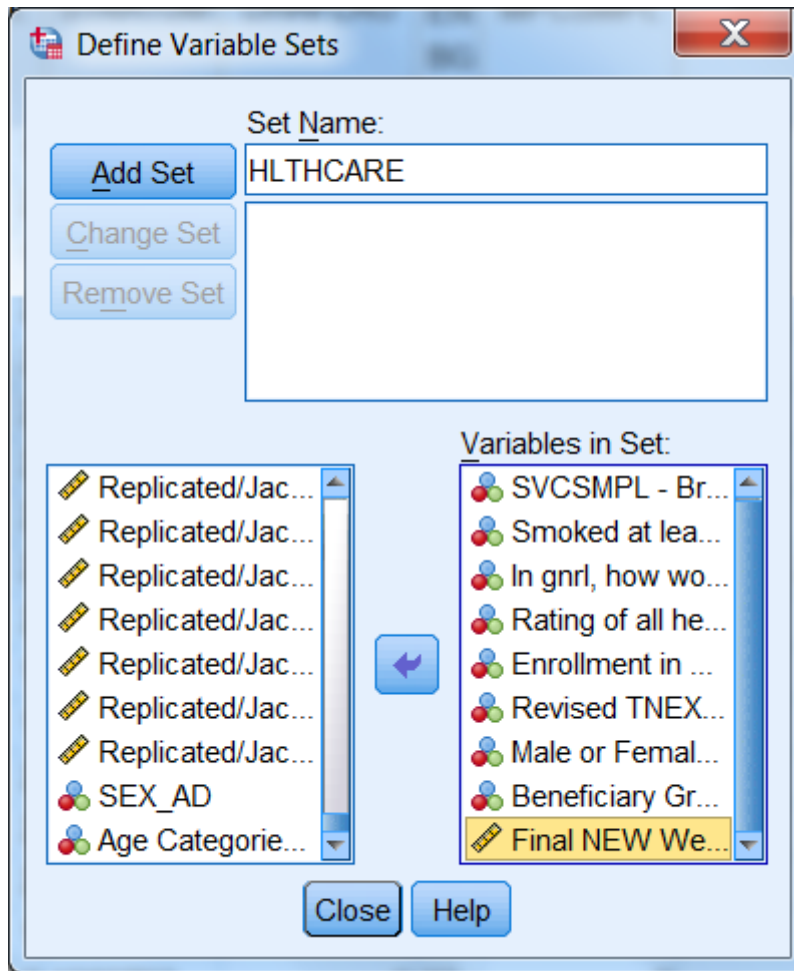 Define Variable Sets
Set Name:
Add Set
HLTHCARE
Change Set
Remove Set
Variables in Set:
Replicated/Jac...
Replicated/Jac...
Replicated/Jac...
Replicated/Jac...
Replicated/Jac...
Replicated/Jac...
Replicated/Jac...
SEX_AD
Age Categorie...
SVCSMPL - Br...
Smoked at lea...
In gnrl, how wo...
Rating of all he...
Enrollment in ...
Revised TNEX...
Male or Femal...
Beneficiary Gr...
Final NEW We...
Close
Help